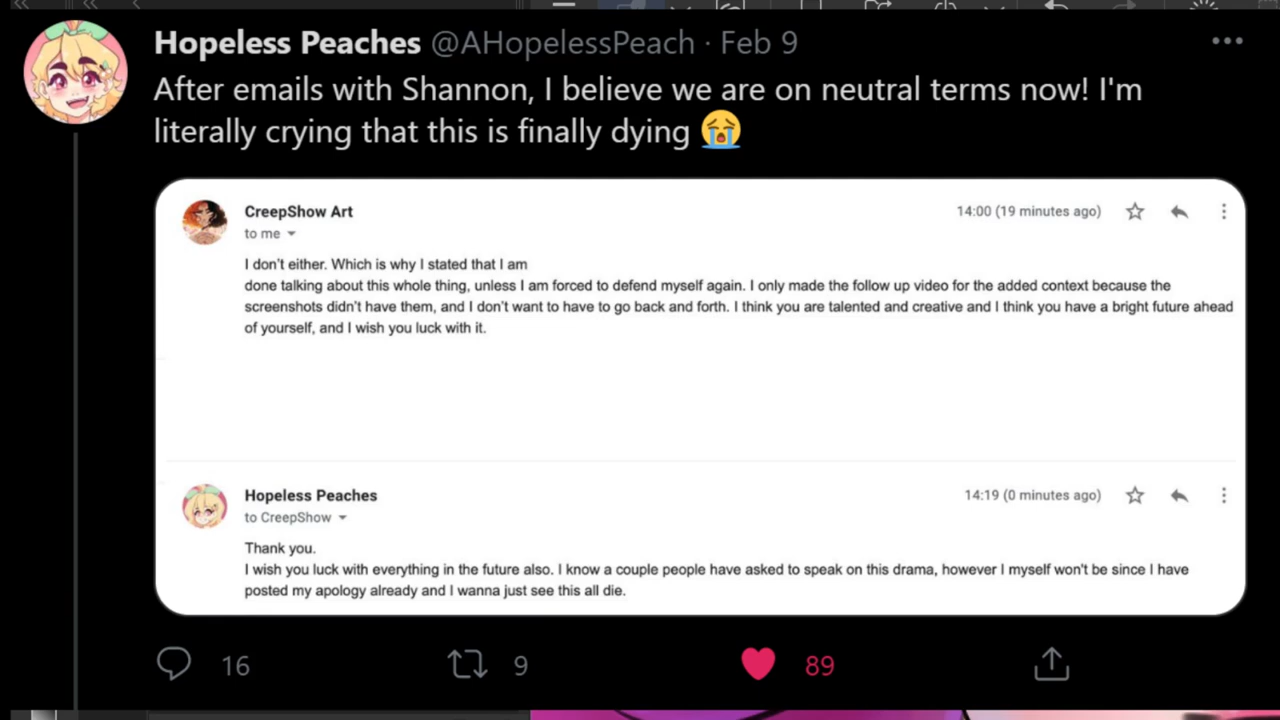 Hopeless Peaches @AHopelessPeach · Feb 9
After emails with Shannon, I believe we are on neutral terms now! I'm
literally crying that this is finally dying 😭
CreepShow Art
14:00 (19 minutes ago)
to me
I don't either. Which is why I stated that I am
done talking about this whole thing, unless I am forced to defend myself again. I only made the follow up video for the added context because the
screenshots didn't have them, and I don't want to have to go back and forth. I think you are talented and creative and I think you have a bright future ahead
of yourself, and I wish you luck with it.
Hopeless Peaches
14:19 (0 minutes ago)
to CreepShow
Thank you.
I wish you luck with everything in the future also. I know a couple people have asked to speak on this drama, however I myself won't be since I have
posted my apology already and I wanna just see this all die.
16
9
89